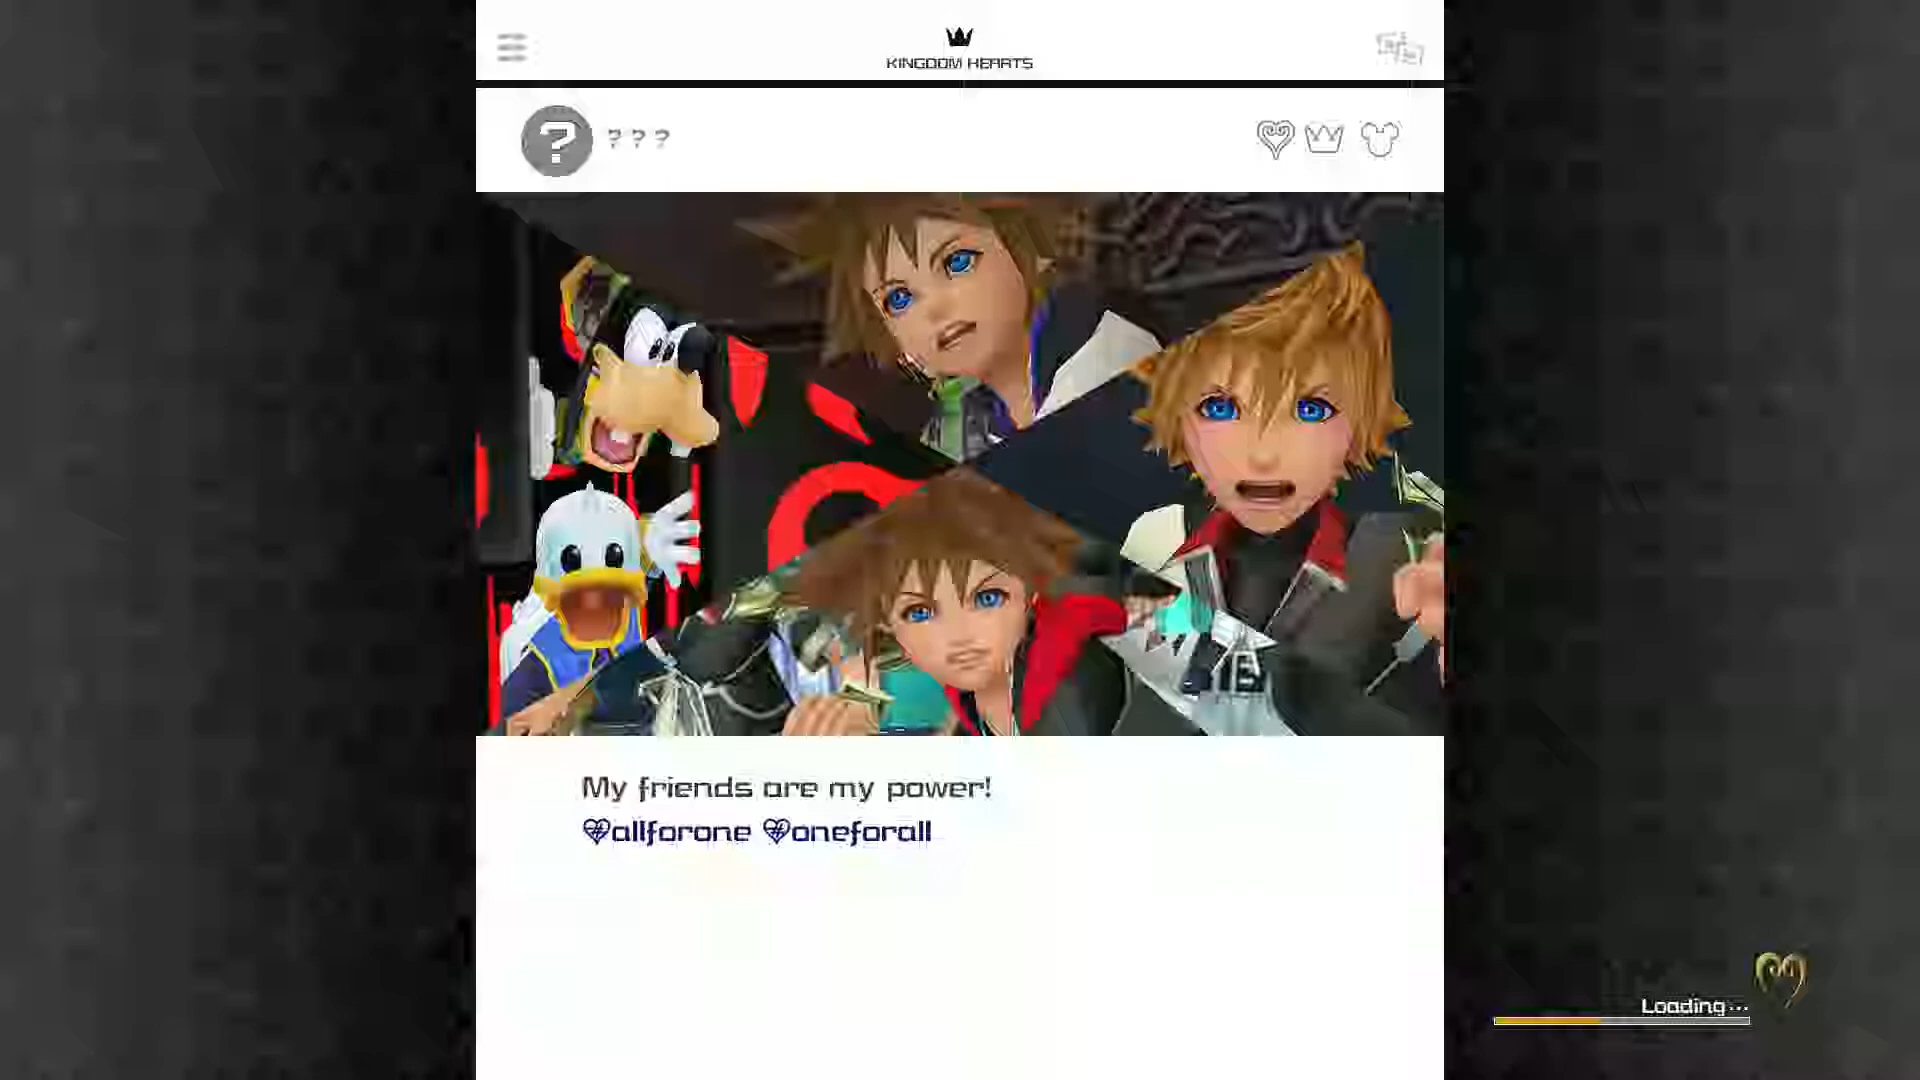 KINGDOM HEARTS
? ? ? ?
My friends are my power!
#allforone #oneforall
Loading ...